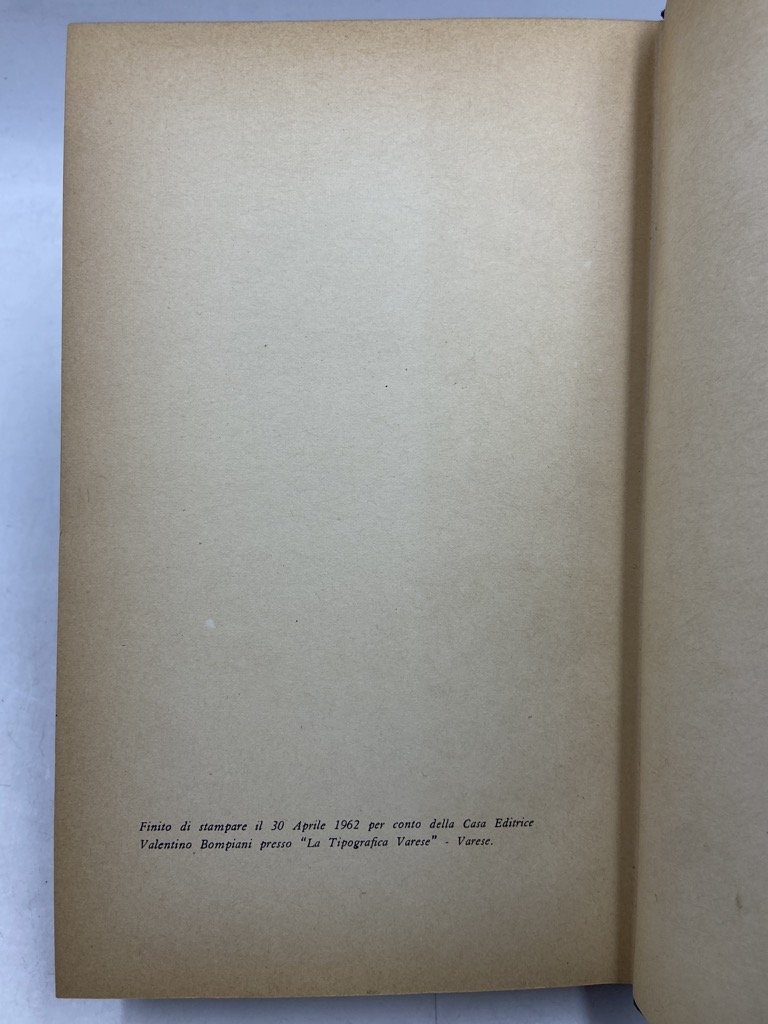 Finito di stampare il 30 Aprile 1962 per conto della Casa Editrice
Valentino Bompiani presso "La Tipografica Varese" - Varese.